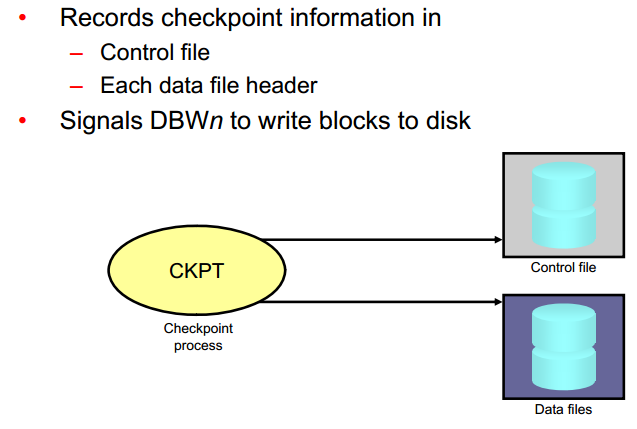 • Records checkpoint information in
– Control file
– Each data file header
• Signals DBWn to write blocks to disk
CKPT
Checkpoint
process
Control file
Data files